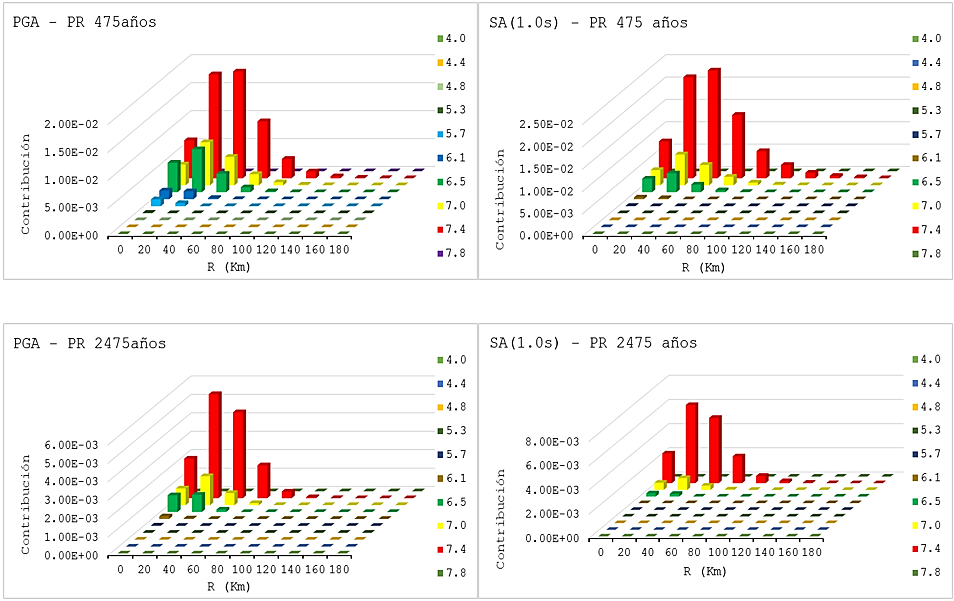 PGA - PR 475años
4.0
4.4
4.8
5.3
5.7
6.1
6.5
7.0
7.4
7.8
Contribución
2.00E-02
1.50E-02
1.00E-02
5.00E-03
0.00E+00
0 20 40 60 80 100 120 140 160 180
R (Km)
SA(1.0s) - PR 475 años
4.0
4.4
4.8
5.3
5.7
6.1
6.5
7.0
7.4
7.8
Contribución
2.50E-02
2.00E-02
1.50E-02
1.00E-02
5.00E-03
0.00E+00
0 20 40 60 80 100 120 140 160 180
R (Km)
PGA - PR 2475años
4.0
4.4
4.8
5.3
5.7
6.1
6.5
7.0
7.4
7.8
Contribución
6.00E-03
5.00E-03
4.00E-03
3.00E-03
2.00E-03
1.00E-03
0.00E+00
0 20 40 60 80 100 120 140 160 180
R (Km)
SA(1.0s) - PR 2475 años
4.0
4.4
4.8
5.3
5.7
6.1
6.5
7.0
7.4
7.8
Contribución
8.00E-03
6.00E-03
4.00E-03
2.00E-03
0.00E+00
0 20 40 60 80 100 120 140 160 180
R (Km)